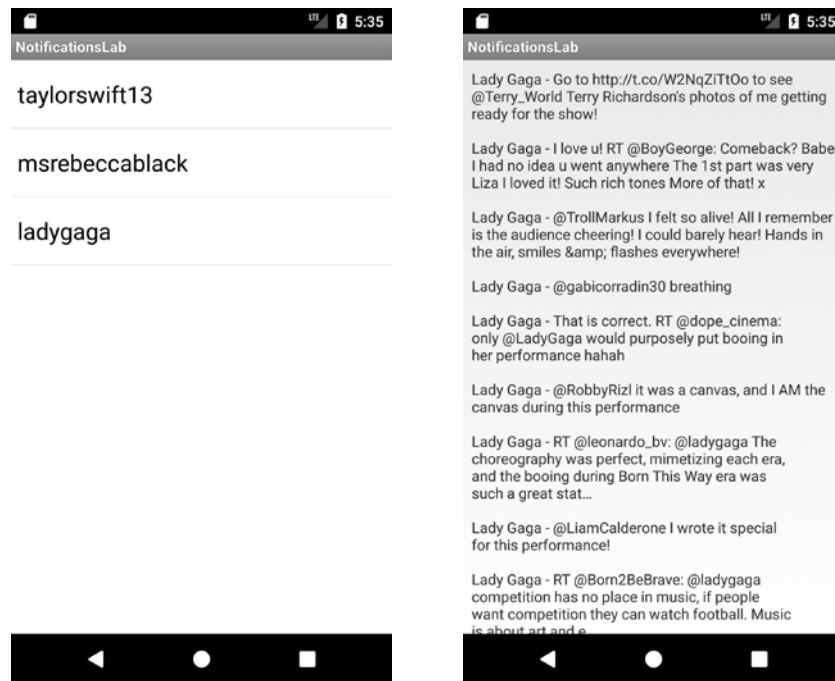 LTE 5:35
NotificationsLab
taylorswift13
msrebeccablack
ladygaga
LTE 5:35
NotificationsLab
Lady Gaga - Go to http://t.co/W2NqZiTtOo to see
@Terry_World Terry Richardson's photos of me getting
ready for the show!
Lady Gaga - I love u! RT @BoyGeorge: Comeback? Babe
I had no idea u went anywhere The 1st part was very
Liza I loved it! Such rich tones More of that! x
Lady Gaga - @TrollMarkus I felt so alive! All I remember
is the audience cheering! I could barely hear! Hands in
the air, smiles &amp; flashes everywhere!
Lady Gaga - @gabicorradin30 breathing
Lady Gaga - That is correct. RT @dope_cinema:
only @LadyGaga would purposely put booing in
her performance hahah
Lady Gaga - @RobbyRizl it was a canvas, and I AM the
canvas during this performance
Lady Gaga - RT @leonardo_bv: @ladygaga The
choreography was perfect, mimetizing each era,
and the booing during Born This Way era was
such a great stat…
Lady Gaga - @LiamCalderone I wrote it special
for this performance!
Lady Gaga - RT @Born2BeBrave: @ladygaga
competition has no place in music, if people
want competition they can watch football. Music
is about art and e